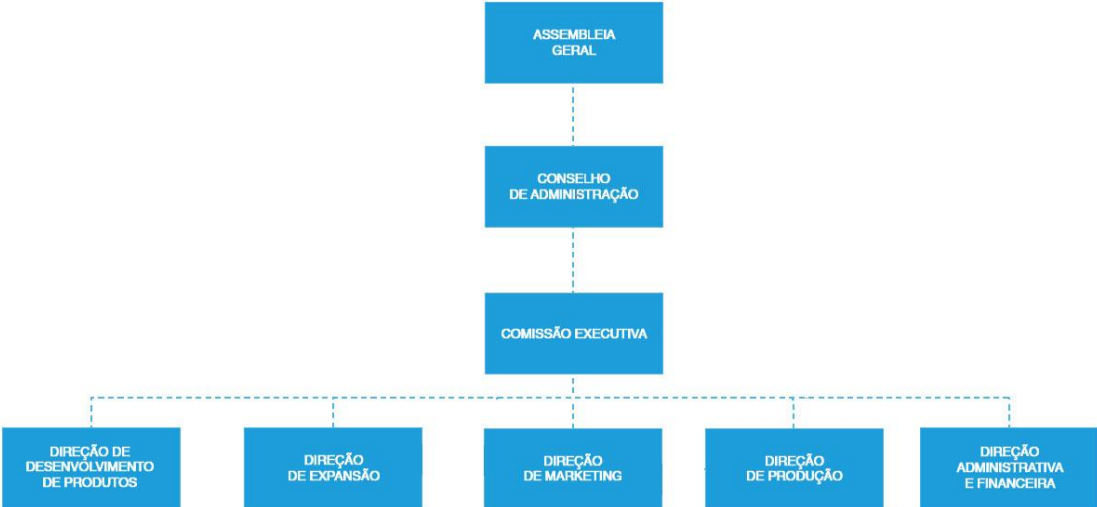 ASSEMBLEIA
GERAL
CONSELHO
DE ADMINISTRAÇÃO
COMISSÃO EXECUTIVA
DIREÇÃO DE
DESENVOLVIMENTO
DE PRODUTOS
DIREÇÃO
DE EXPANSÃO
DIREÇÃO
DE MARKETING
DIREÇÃO
DE PRODUÇÃO
DIREÇÃO
ADMINISTRATIVA
E FINANCEIRA